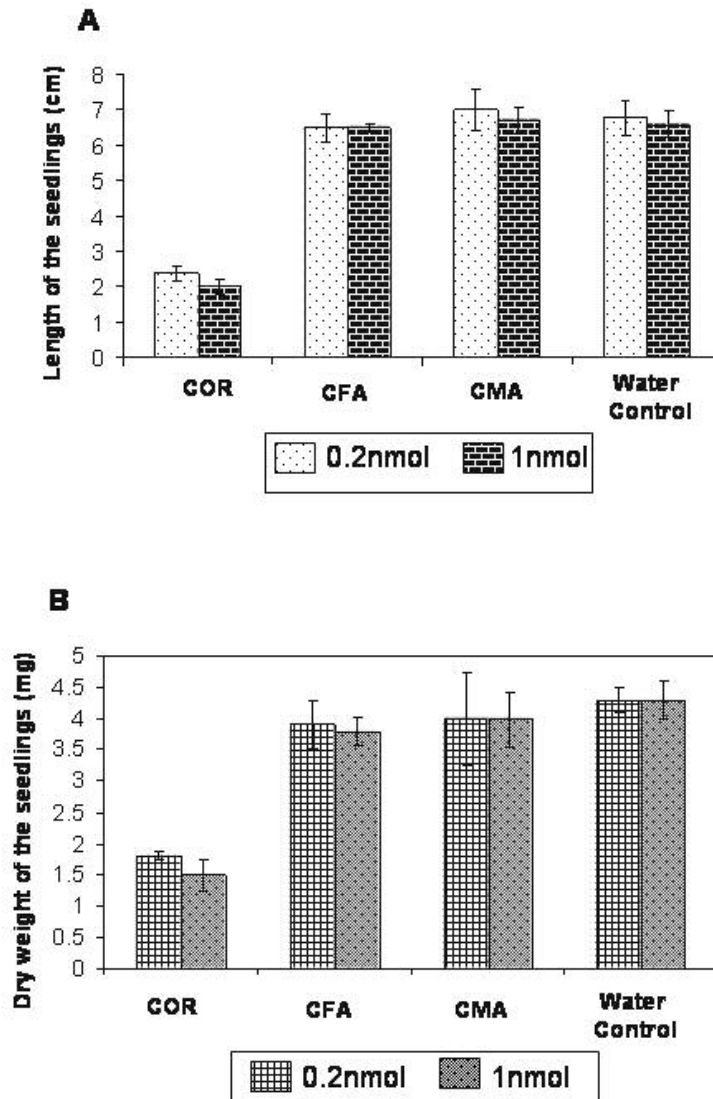 A
Length of the seedlings (cm)
8
7
6
5
4
3
2
1
0
COR
CFA
CMA
Water
Control
0.2nmol
1nmol
B
Dry weight of the seedlings (mg)
5
4.5
4
3.5
3
2.5
2
1.5
1
0.5
0
COR
CFA
CMA
Water
Control
0.2nmol
1nmol